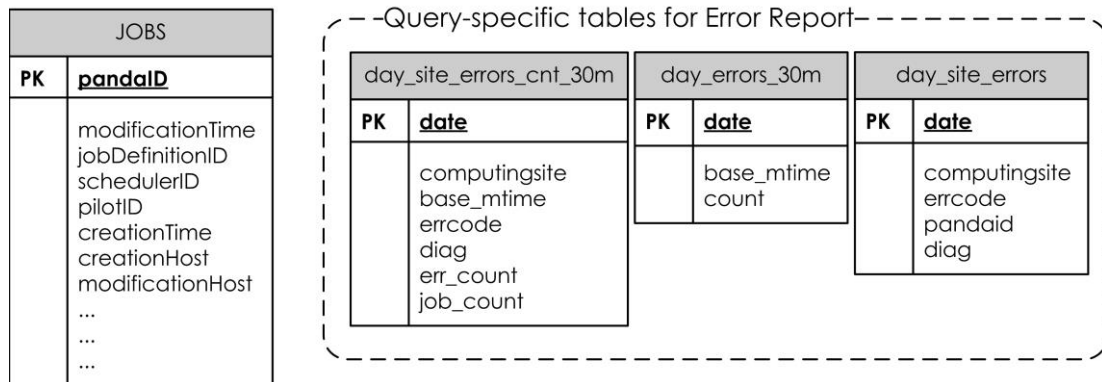 JOBS
PK pandaID
modificationTime
jobDefinitionID
schedulerID
pilotID
creationTime
creationHost
modificationHost
...
...
...
Query-specific tables for Error Report
day_site_errors_cnt_30m
PK date
computingsite
base_mtime
errcode
diag
err_count
job_count
day_errors_30m
PK date
base_mtime
count
day_site_errors
PK date
computingsite
errcode
pandaid
diag